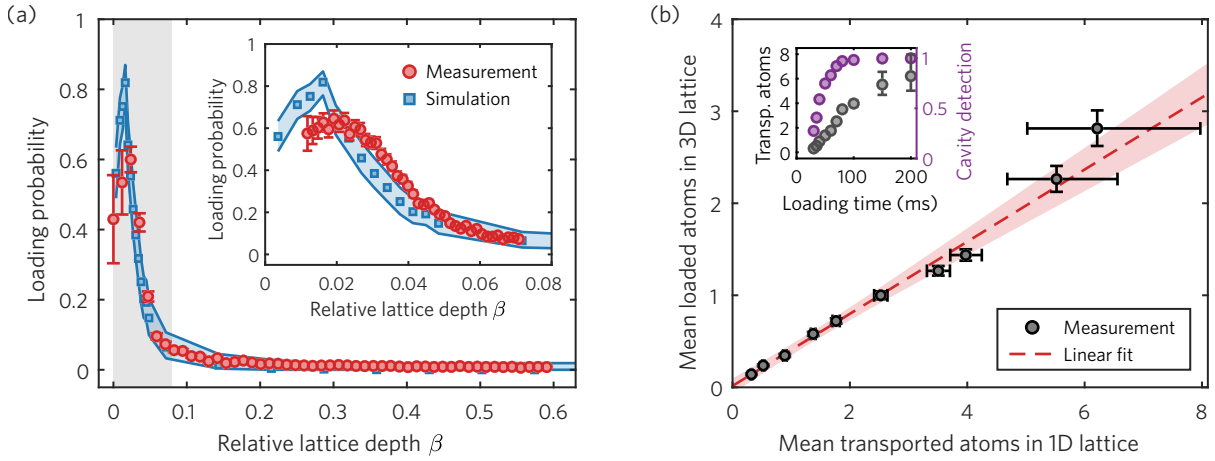 (a)
1
0.8
0.6
0.4
0.2
0
Loading probability
0 0.1 0.2 0.3 0.4 0.5 0.6
Relative lattice depth β
1
0.8
0.6
0.4
0.2
0
Loading probability
Measurement
Simulation
0 0.02 0.04 0.06 0.08
Relative lattice depth β
(b)
4
3
2
1
0
Mean loaded atoms in 3D lattice
0 2 4 6 8
Mean transported atoms in 1D lattice
8
6
4
2
0
Transp. atoms
1
0.5
0
Cavity detection
0 100 200
Loading time (ms)
Measurement
Linear fit